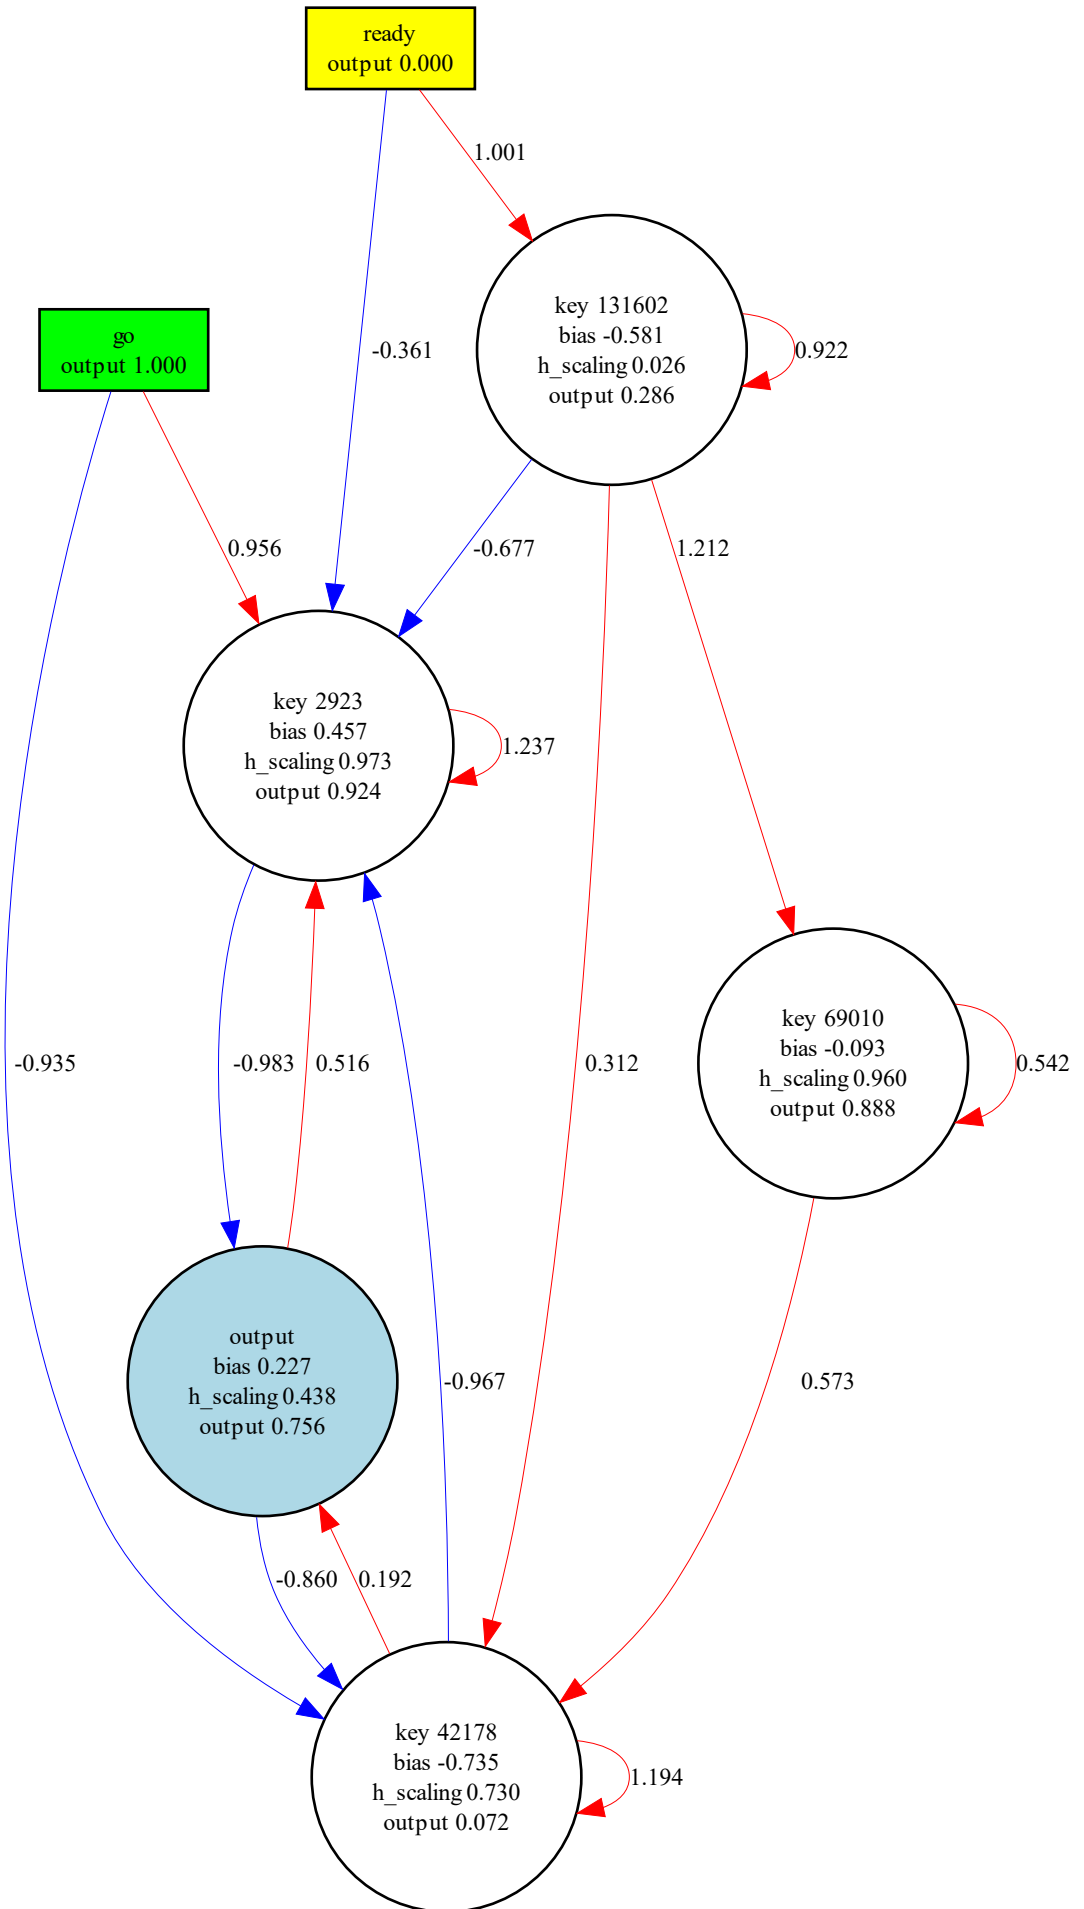 ready
output 0.000
1.001
go
output 1.000
-0.361
key 131602
bias -0.581
h_scaling 0.026
output 0.286
0.922
0.956
-0.677
1.212
key 2923
bias 0.457
h_scaling 0.973
output 0.924
1.237
-0.935
-0.983
0.516
0.312
key 69010
bias -0.093
h_scaling 0.960
output 0.888
0.542
output
bias 0.227
h_scaling 0.438
output 0.756
-0.967
0.573
-0.860
0.192
key 42178
bias -0.735
h_scaling 0.730
output 0.072
1.194